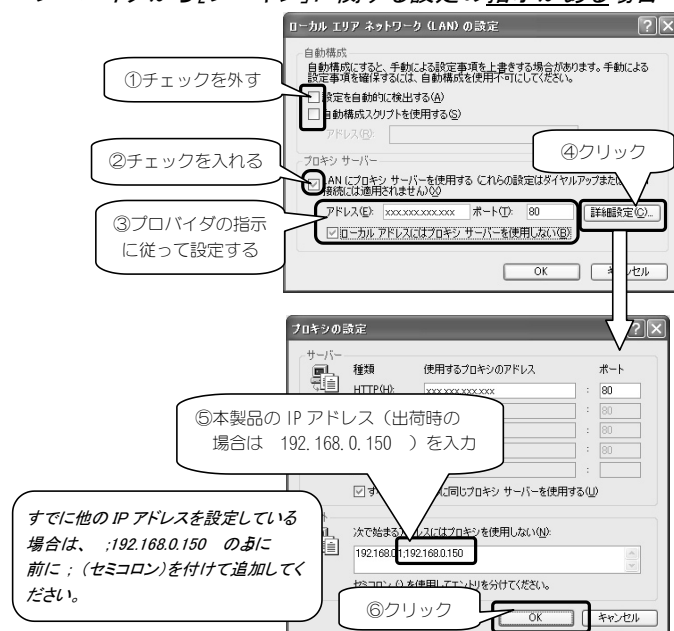 ローカル エリア ネットワーク (LAN) の設定
自動構成
自動構成にすると、手動による設定事項を上書きする場合があります。手動による
設定事項を確保するには、自動構成を使用不可にしてください。
①チェックを外す
設定を自動的に検出する(A)
自動構成スクリプトを使用する(S)
アドレス(R):
プロキシ サーバー
④クリック
②チェックを入れる
LAN にプロキシ サーバーを使用する (これらの設定はダイヤルアップまたは
接続には適用されません)(X)
アドレス(E): xxx.xxx.xxx.xxx ポート(T): 80 詳細設定(C)...
③プロバイダの指示
に従って設定する
ローカル アドレスにはプロキシ サーバーを使用しない(B)
OK キャンセル
プロキシの設定
サーバー
種類 使用するプロキシのアドレス ポート
HTTP(H): xxx.xxx.xxx.xxx : 80
: 80
: 80
: 80
:
⑤本製品の IP アドレス（出荷時の
場合は 192.168.0.150 ）を入力
す に同じプロキシ サーバーを使用する(U)
すでに他の IP アドレスを設定している
場合は、 ;192.168.0.150 のように
前に ; (セミコロン)を付けて追加してく
ださい。
次で始まるアドレスにはプロキシを使用しない(N):
192.168.0.1;192.168.0.150
セミコロン (;) を使用してエントリを分けてください。
⑥クリック
OK キャンセル